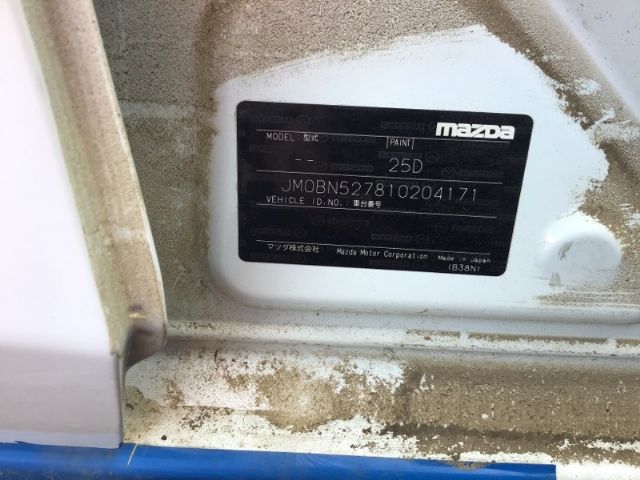 mazda
MODEL:型式 PAINT
-- 25D
JM0BN527810204171
VEHICLE ID.NO.:車台番号
マツダ株式会社 Mazda Motor Corporation Made in Japan
(B38N)